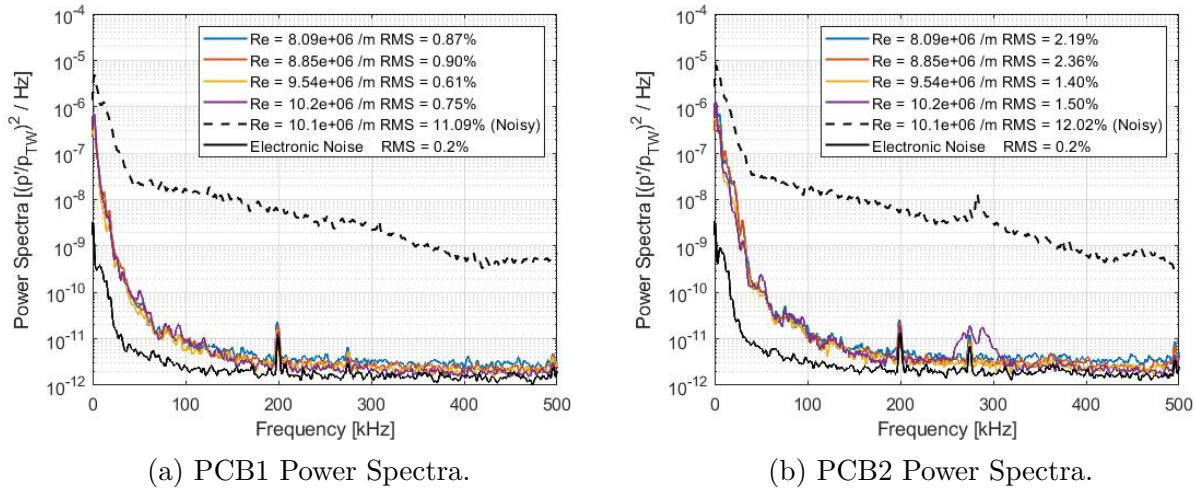 10^-4
10^-5
10^-6
10^-7
10^-8
10^-9
10^-10
10^-11
10^-12
Power Spectra [(p'/p_TW)^2 / Hz]
Re = 8.09e+06 /m RMS = 0.87%
Re = 8.85e+06 /m RMS = 0.90%
Re = 9.54e+06 /m RMS = 0.61%
Re = 10.2e+06 /m RMS = 0.75%
Re = 10.1e+06 /m RMS = 11.09% (Noisy)
Electronic Noise RMS = 0.2%
0 100 200 300 400 500
Frequency [kHz]
(a) PCB1 Power Spectra.
10^-4
10^-5
10^-6
10^-7
10^-8
10^-9
10^-10
10^-11
10^-12
Power Spectra [(p'/p_TW)^2 / Hz]
Re = 8.09e+06 /m RMS = 2.19%
Re = 8.85e+06 /m RMS = 2.36%
Re = 9.54e+06 /m RMS = 1.40%
Re = 10.2e+06 /m RMS = 1.50%
Re = 10.1e+06 /m RMS = 12.02% (Noisy)
Electronic Noise RMS = 0.2%
0 100 200 300 400 500
Frequency [kHz]
(b) PCB2 Power Spectra.